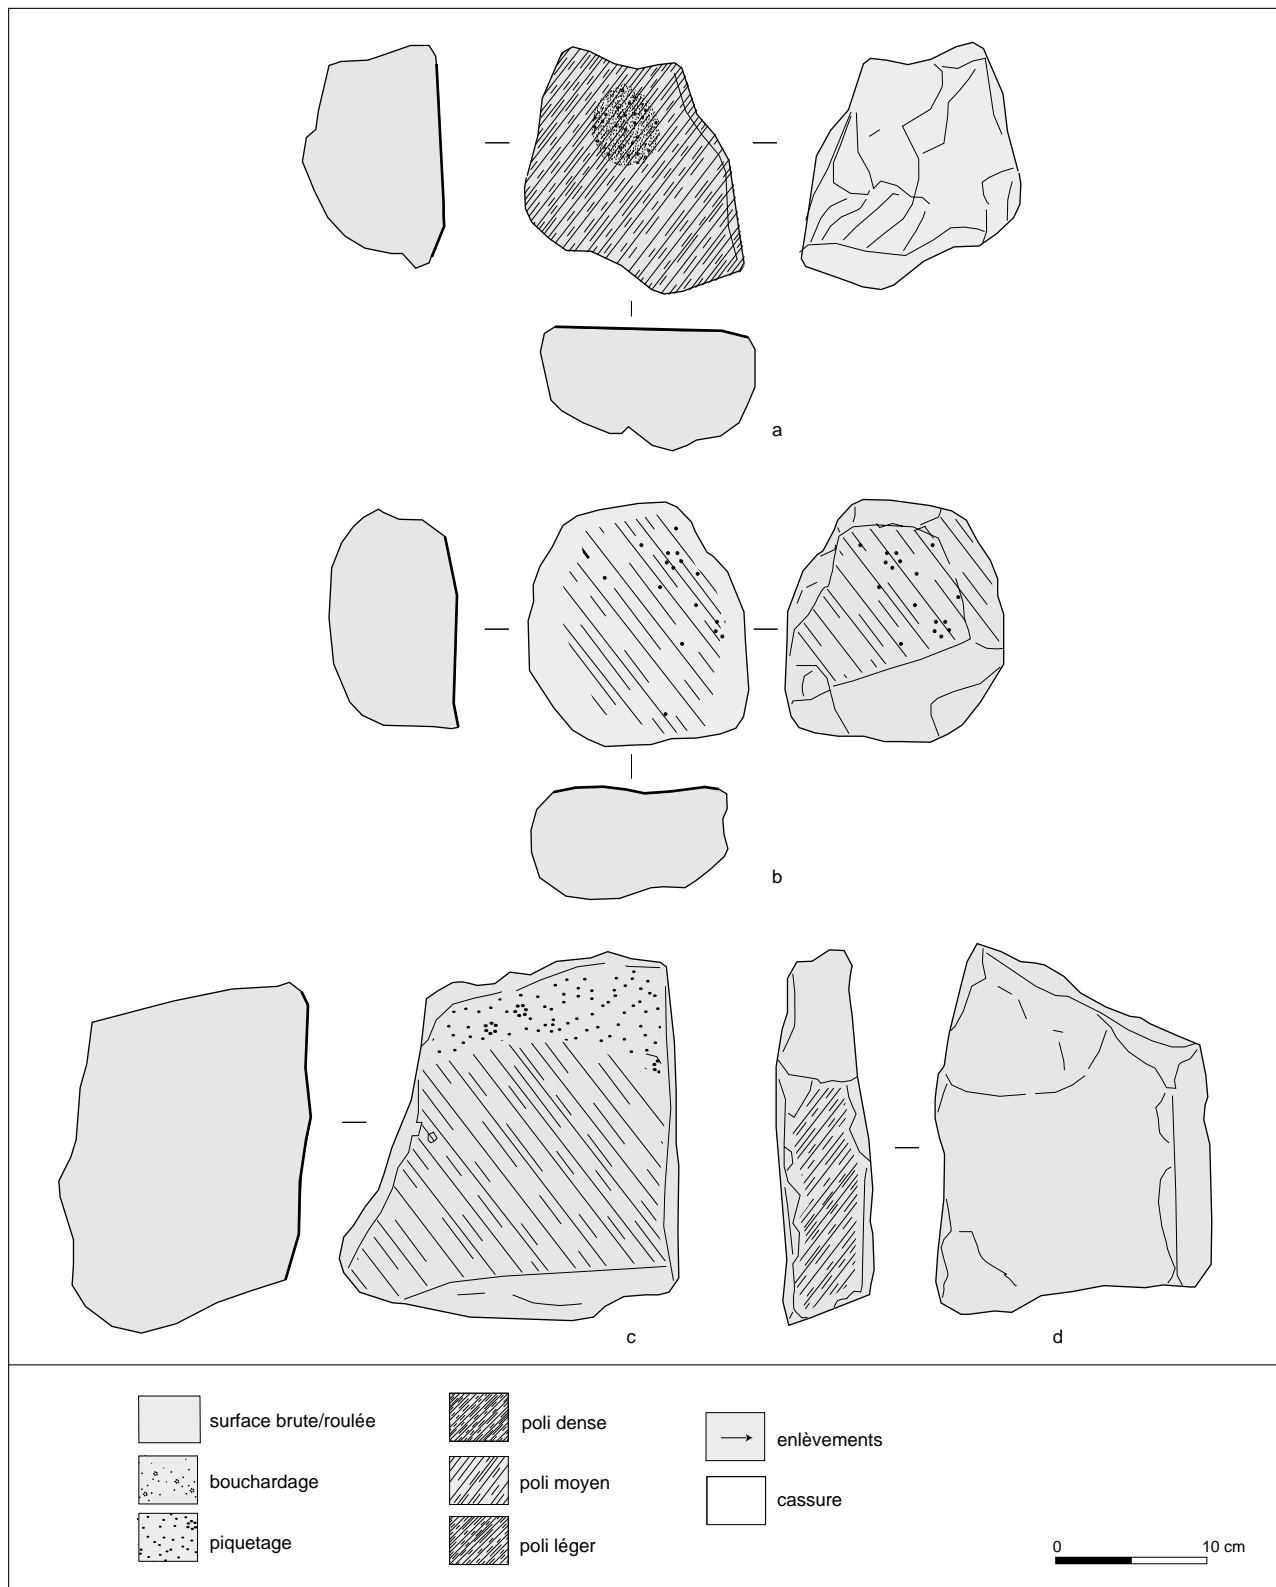 a
b
c
d
surface brute/roulée
bouchardage
piquetage
poli dense
poli moyen
poli léger
enlèvements
cassure
0 10 cm